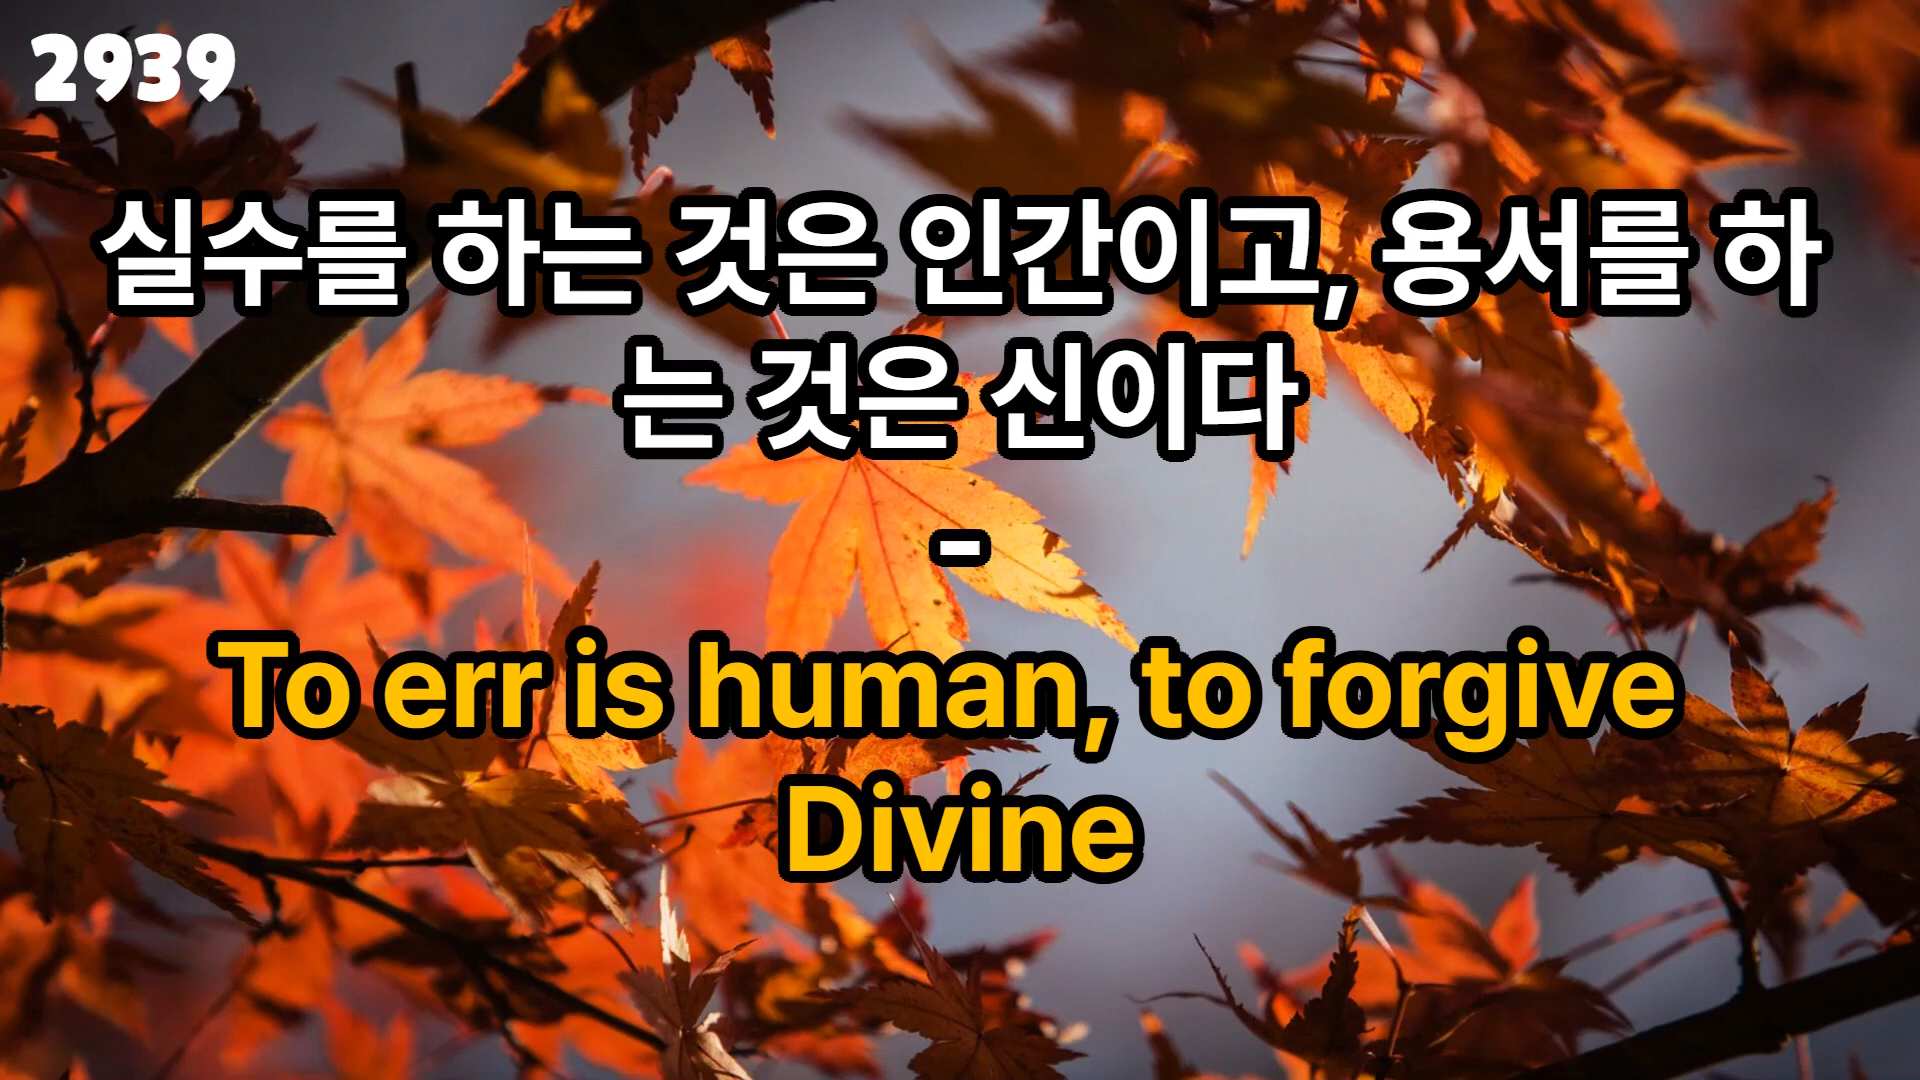 2939
실수를 하는 것은 인간이고, 용서를 하
는 것은 신이다
-
To err is human, to forgive
Divine